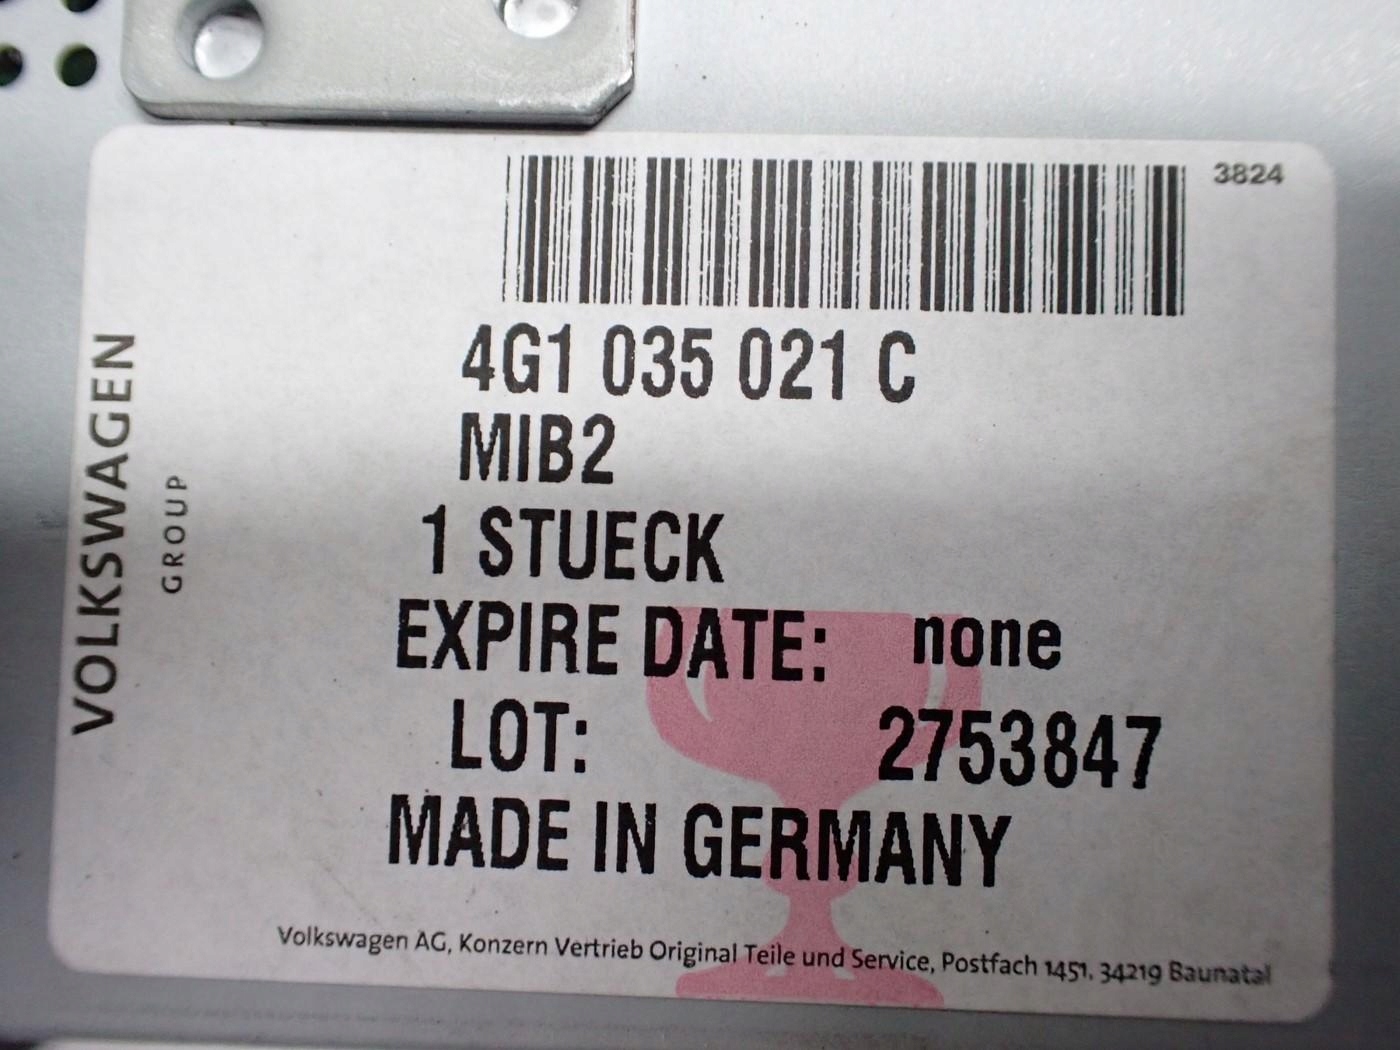 3824
4G1 035 021 C
MIB2
1 STUECK
EXPIRE DATE: none
LOT: 2753847
MADE IN GERMANY
Volkswagen AG, Konzern Vertrieb Original Teile und Service, Postfach 1451, 34219 Baunatal
VOLKSWAGEN
GROUP